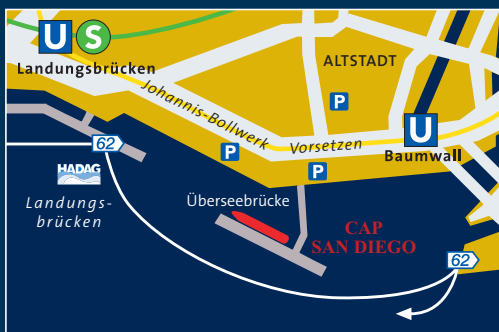 U S
Landungsbrücken
ALTSTADT
P
Johannis-Bollwerk
U
P
Vorsetzen
Baumwall
P
62
HADAG
Landungs-
brücken
Überseebrücke
CAP
SAN DIEGO
62